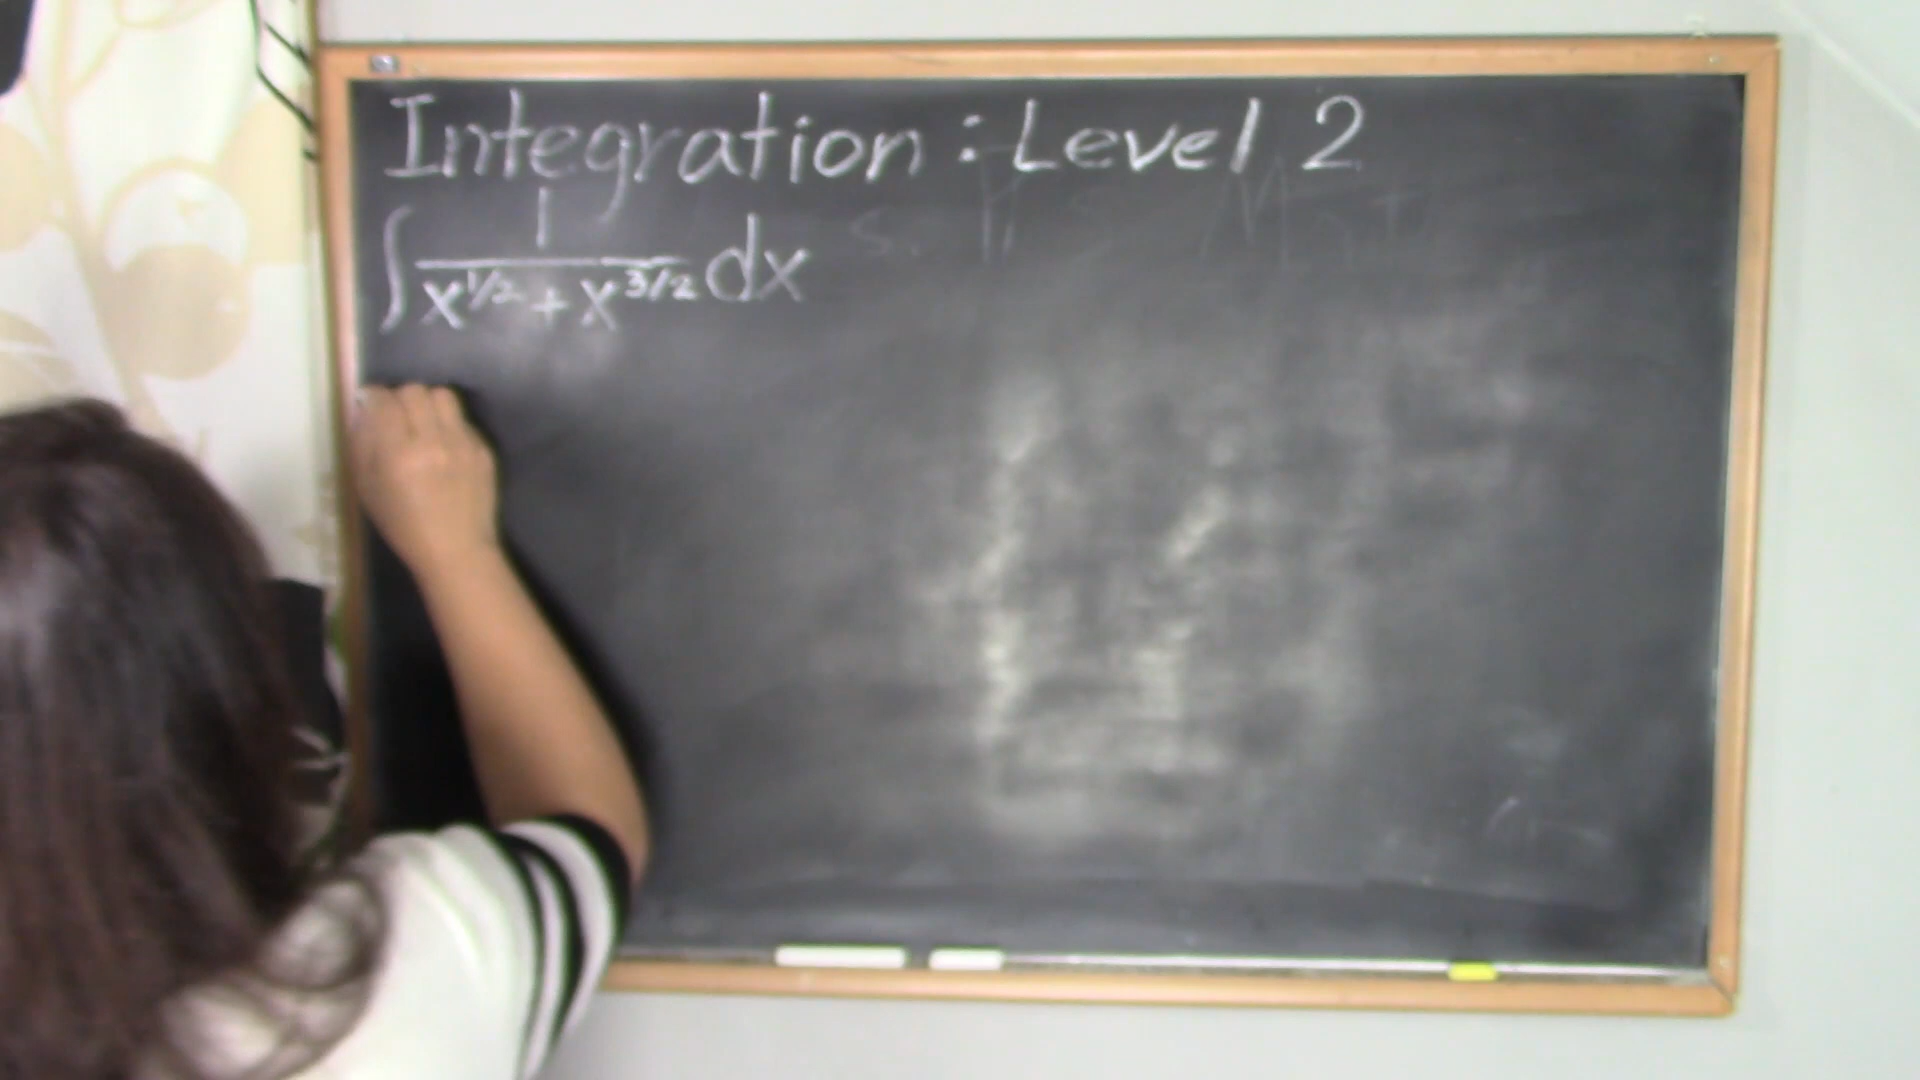 Integration : Level 2
∫ 1/(x^1/2 + x^3/2) dx